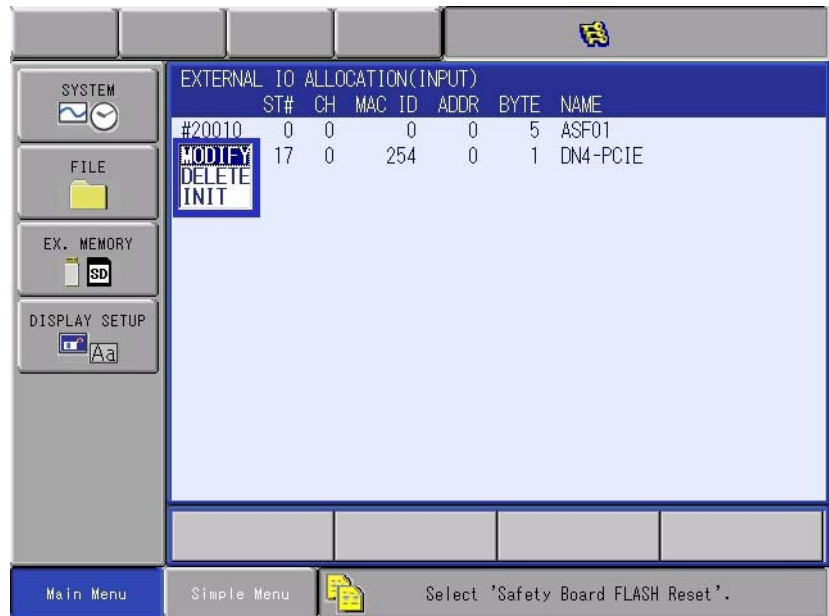 SYSTEM
FILE
EX. MEMORY
SD
DISPLAY SETUP
Aa
EXTERNAL IO ALLOCATION(INPUT)
ST# CH MAC ID ADDR BYTE NAME
#20010 0 0 0 0 5 ASF01
MODIFY 17 0 254 0 1 DN4-PCIE
DELETE
INIT
Main Menu
Simple Menu
Select 'Safety Board FLASH Reset'.